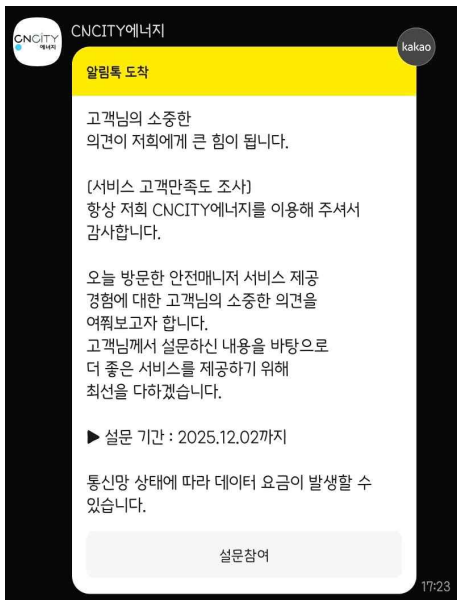 CNCITY에너지
CNCITY
에너지
kakao
알림톡 도착
고객님의 소중한
의견이 저희에게 큰 힘이 됩니다.
[서비스 고객만족도 조사]
항상 저희 CNCITY에너지를 이용해 주셔서
감사합니다.
오늘 방문한 안전매니저 서비스 제공
경험에 대한 고객님의 소중한 의견을
여쭤보고자 합니다.
고객님께서 설문하신 내용을 바탕으로
더 좋은 서비스를 제공하기 위해
최선을 다하겠습니다.
▶ 설문 기간 : 2025.12.02까지
통신망 상태에 따라 데이터 요금이 발생할 수
있습니다.
설문참여
17:23